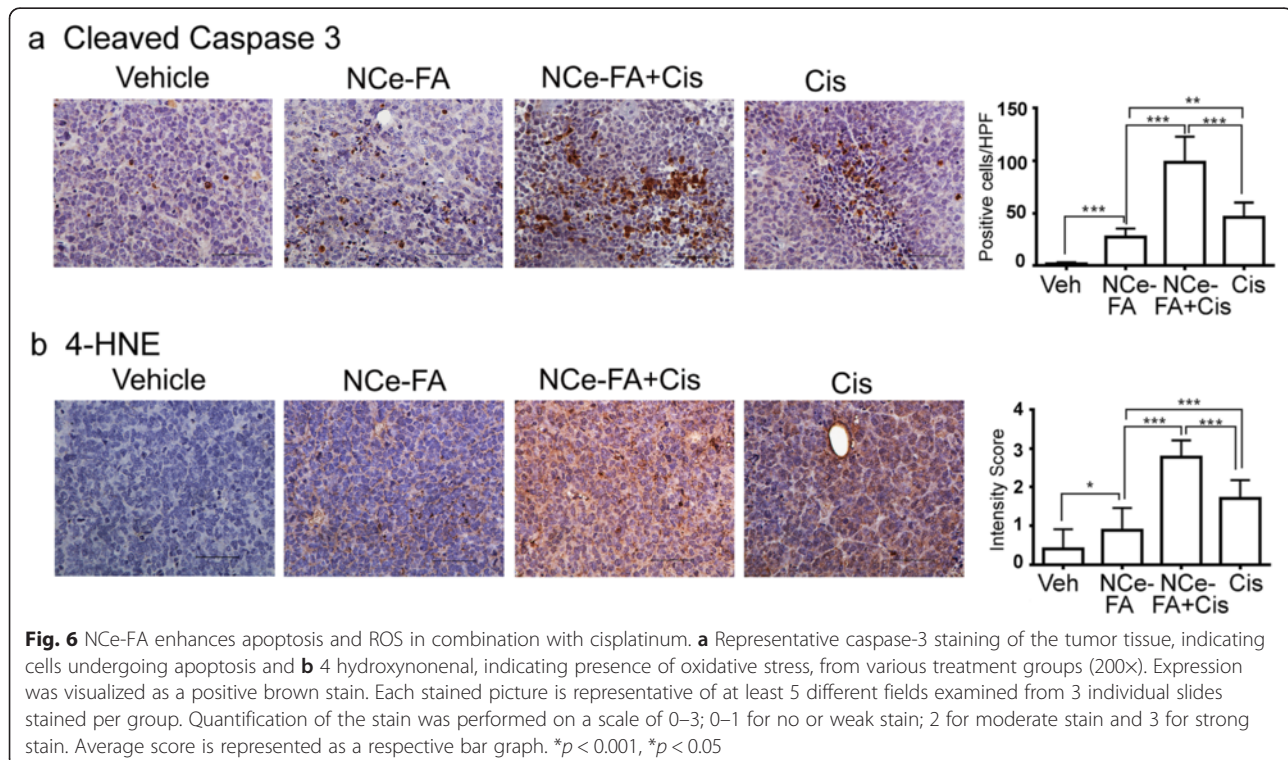 a Cleaved Caspase 3
Vehicle NCe-FA NCe-FA+Cis Cis
150
100
50
0
Positive cells/HPF
**
*** ***
***
Veh NCe- NCe- Cis
FA FA+Cis
b 4-HNE
Vehicle NCe-FA NCe-FA+Cis Cis
4
3
2
1
0
Intensity Score
***
*** ***
*
Veh NCe- NCe- Cis
FA FA+Cis
Fig. 6 NCe-FA enhances apoptosis and ROS in combination with cisplatinum. a Representative caspase-3 staining of the tumor tissue, indicating
cells undergoing apoptosis and b 4 hydroxynonenal, indicating presence of oxidative stress, from various treatment groups (200×). Expression
was visualized as a positive brown stain. Each stained picture is representative of at least 5 different fields examined from 3 individual slides
stained per group. Quantification of the stain was performed on a scale of 0–3; 0–1 for no or weak stain; 2 for moderate stain and 3 for strong
stain. Average score is represented as a respective bar graph. *p < 0.001, *p < 0.05